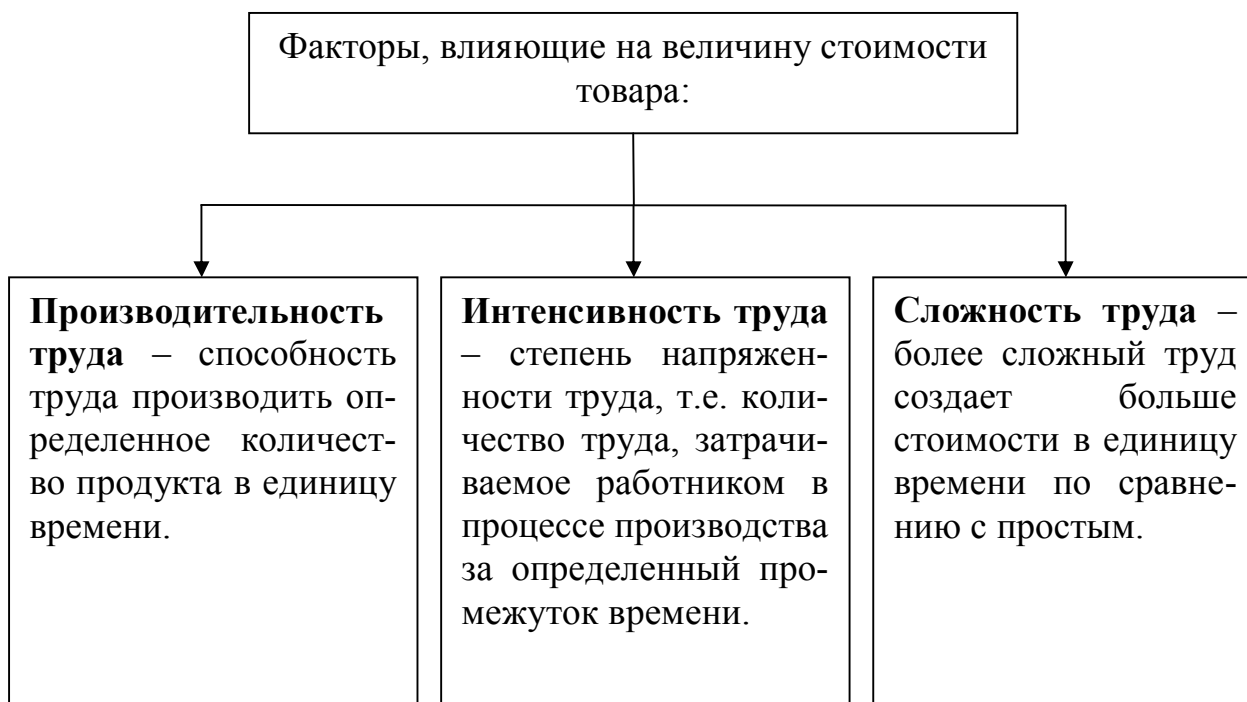 Факторы, влияющие на величину стоимости
товара:
Производительность
труда – способность
труда производить оп-
ределенное количест-
во продукта в единицу
времени.
Интенсивность труда
– степень напряжен-
ности труда, т.е. коли-
чество труда, затрачи-
ваемое работником в
процессе производства
за определенный про-
межуток времени.
Сложность труда –
более сложный труд
создает больше
стоимости в единицу
времени по сравне-
нию с простым.